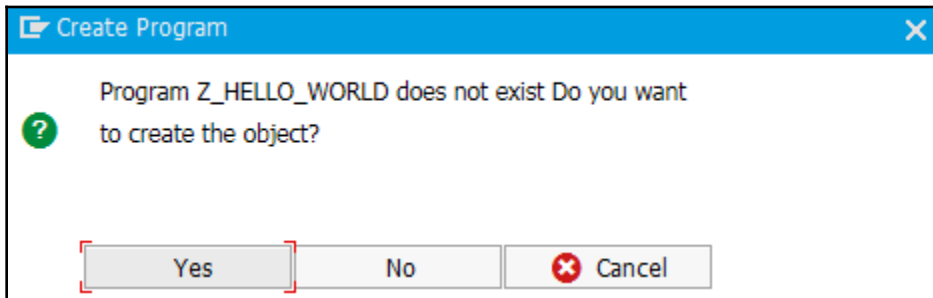 Create Program
Program Z_HELLO_WORLD does not exist Do you want
to create the object?
Yes
No
Cancel